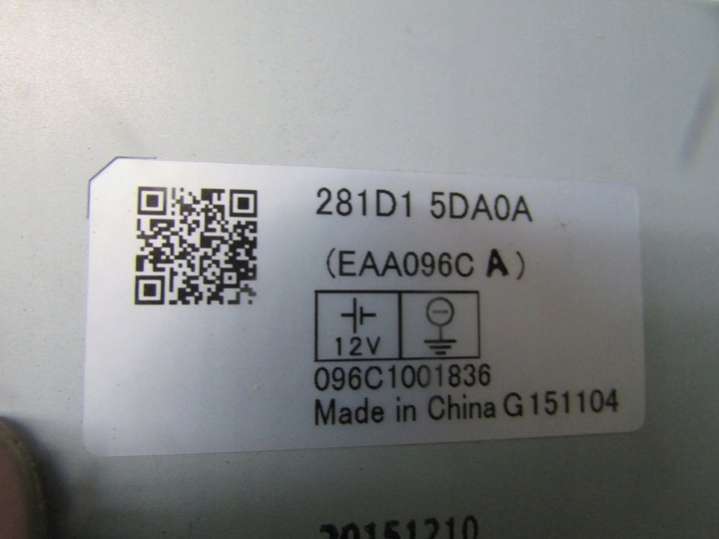 281D1 5DA0A
(EAA096C A)
12V
096C1001836
Made in China G151104
20151210